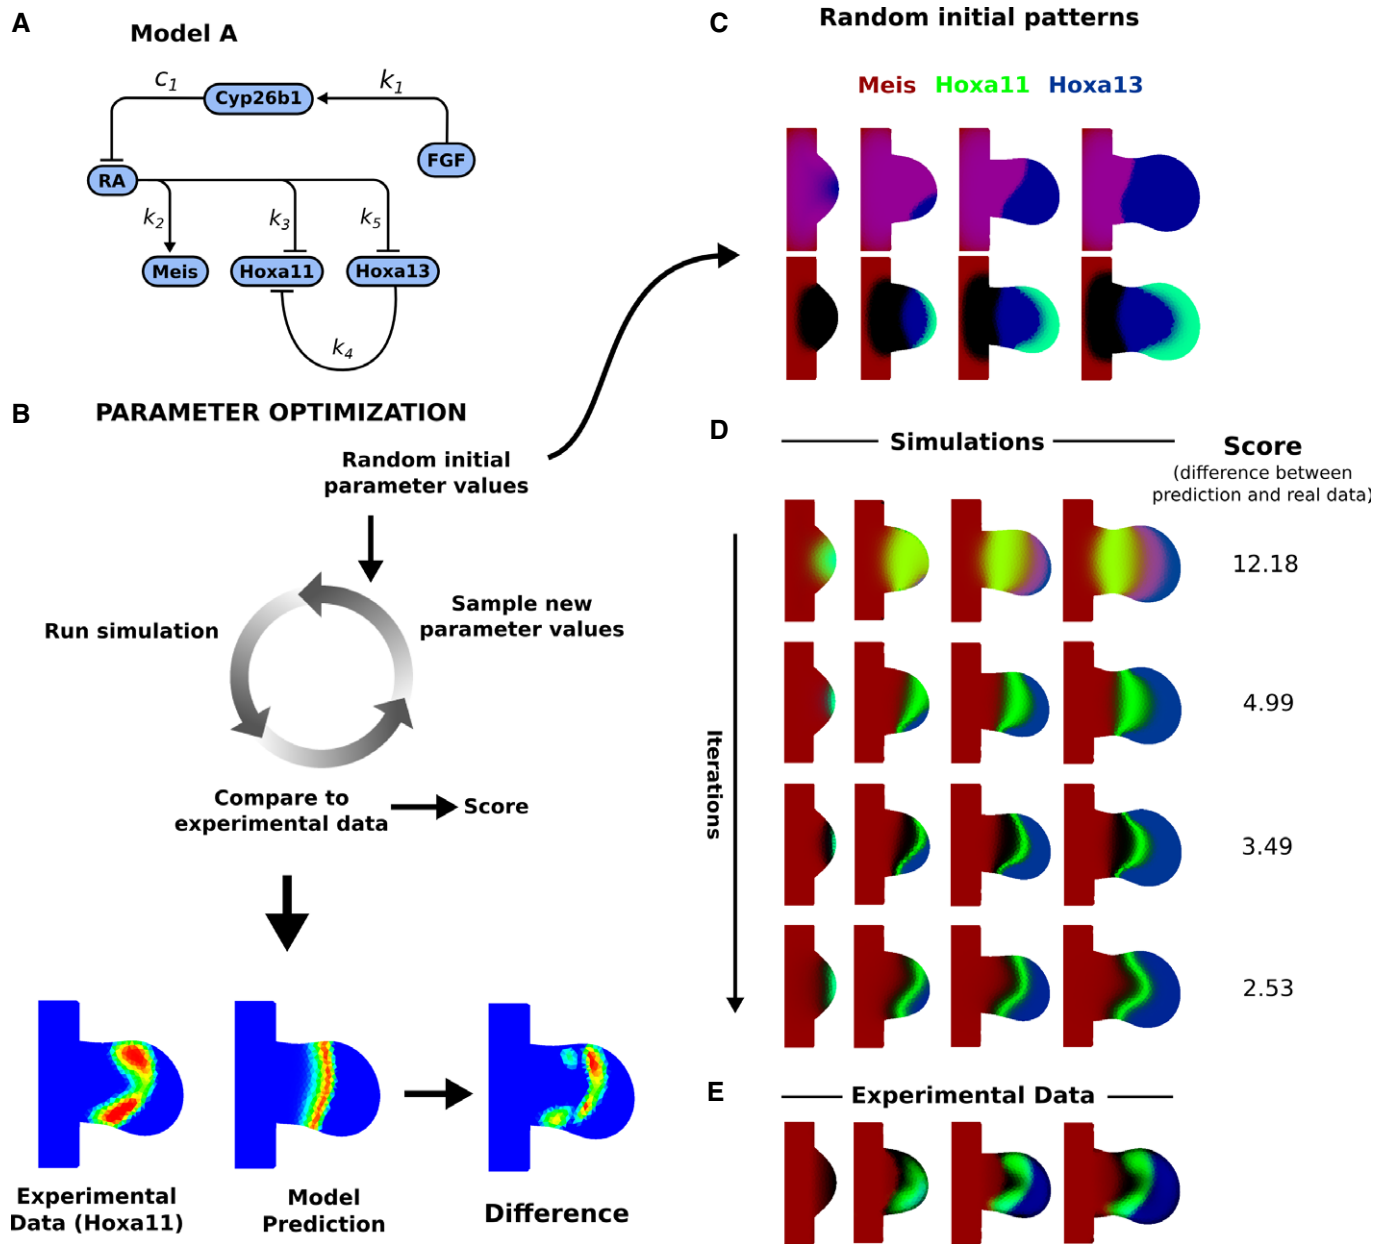 A
Model A
c1
k1
Cyp26b1
FGF
RA
k2
k3
k5
Meis
Hoxa11
Hoxa13
k4
B
PARAMETER OPTIMIZATION
Random initial
parameter values
Run simulation
Sample new
parameter values
Compare to
experimental data
Score
Experimental
Data (Hoxa11)
Model
Prediction
Difference
C
Random initial patterns
Meis Hoxa11 Hoxa13
D
Simulations
Score
(difference between
prediction and real data)
Iterations
12.18
4.99
3.49
2.53
E
Experimental Data